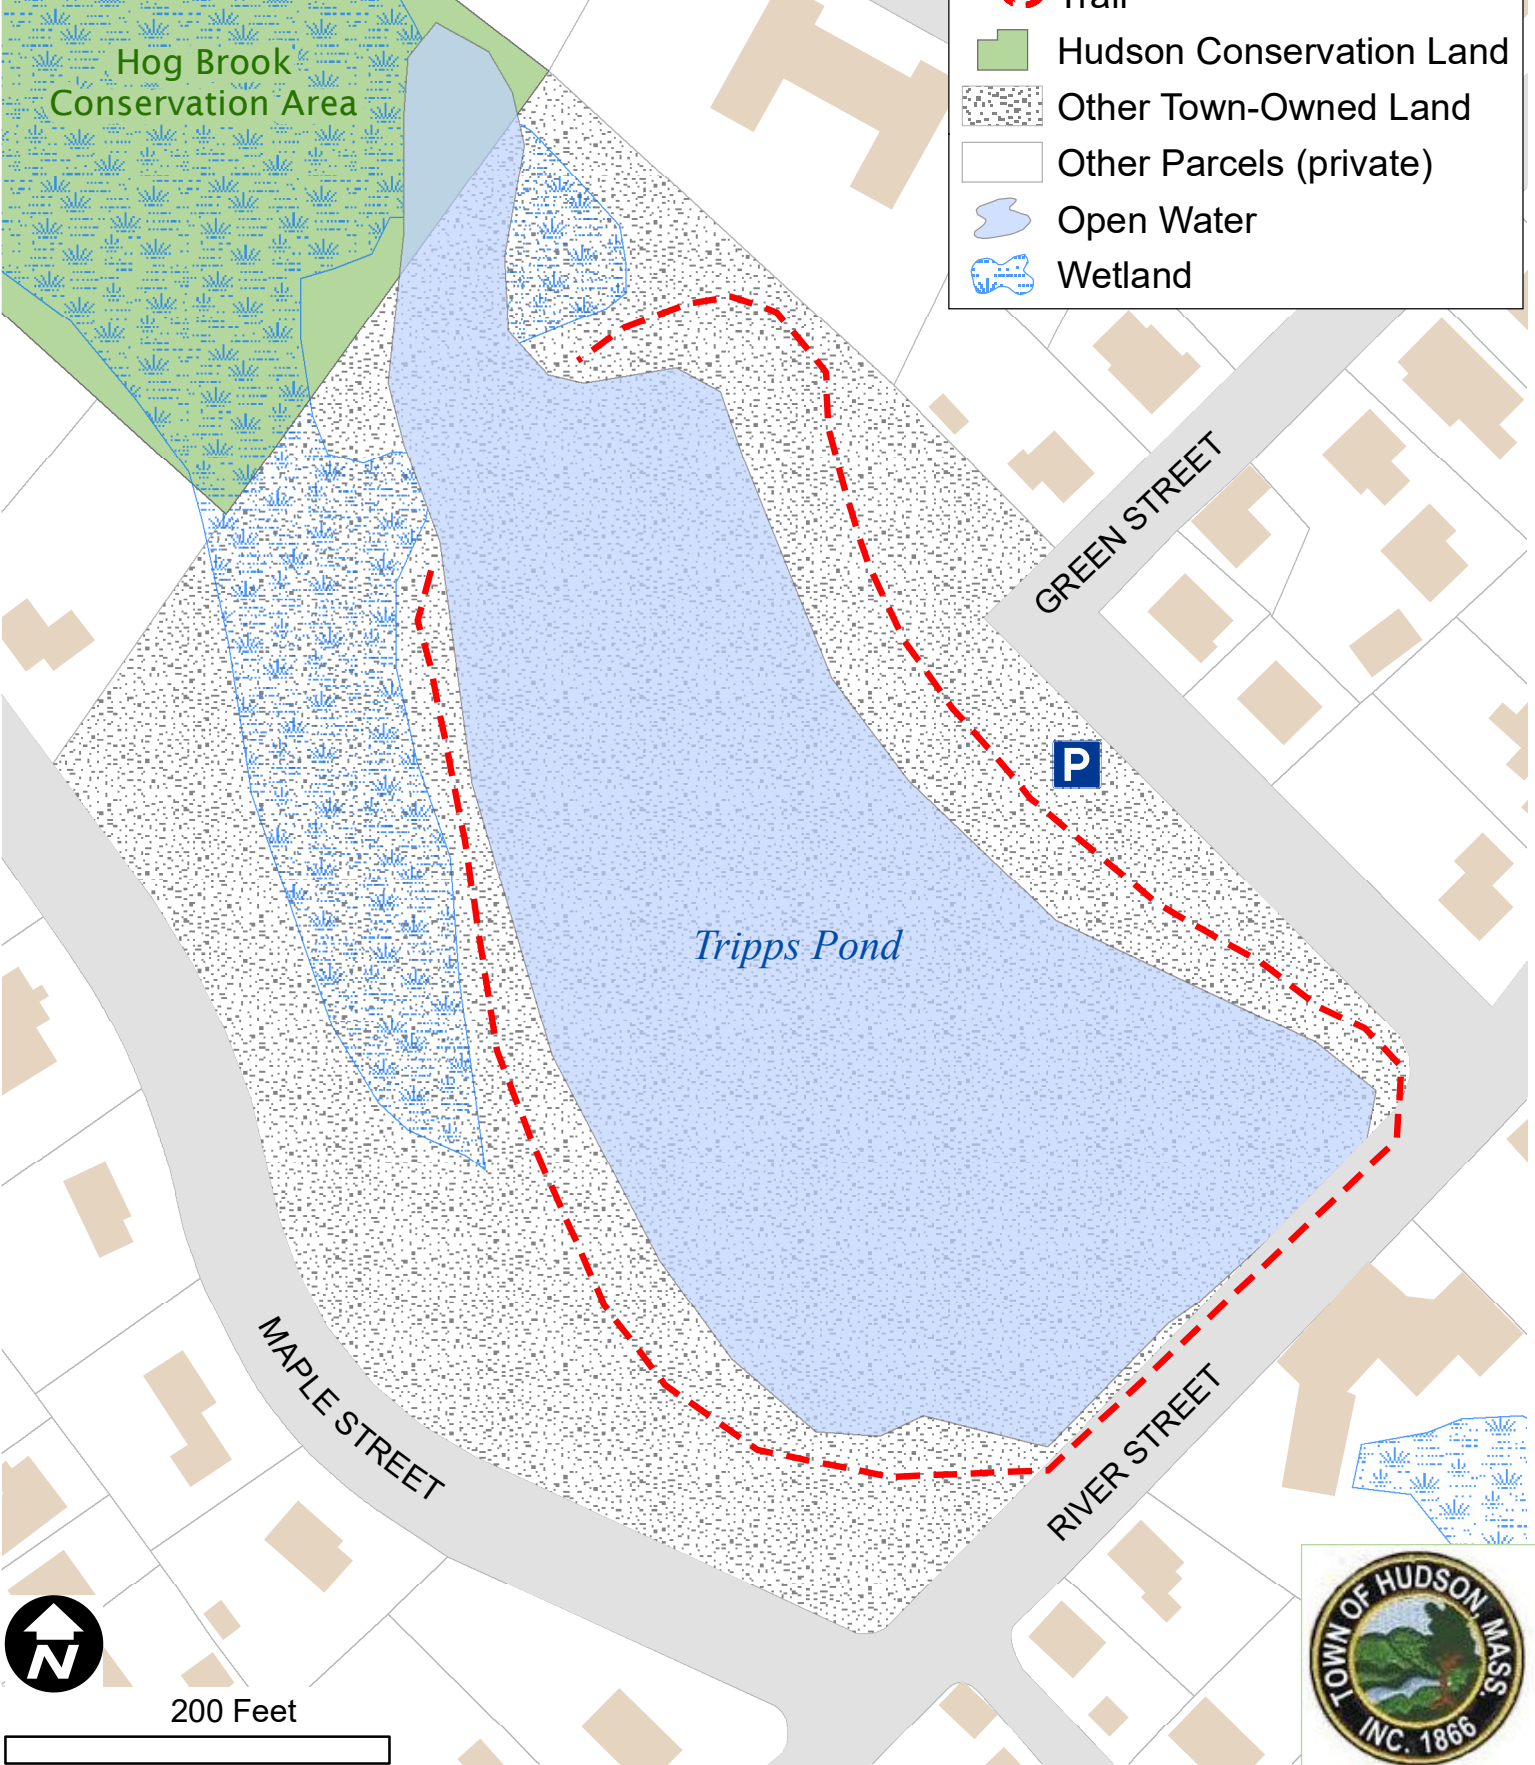 Trail
Hudson Conservation Land
Other Town-Owned Land
Other Parcels (private)
Open Water
Wetland
Hog Brook
Conservation Area
GREEN STREET
P
Tripps Pond
MAPLE STREET
RIVER STREET
N
200 Feet
TOWN OF HUDSON, MASS.
INC. 1866